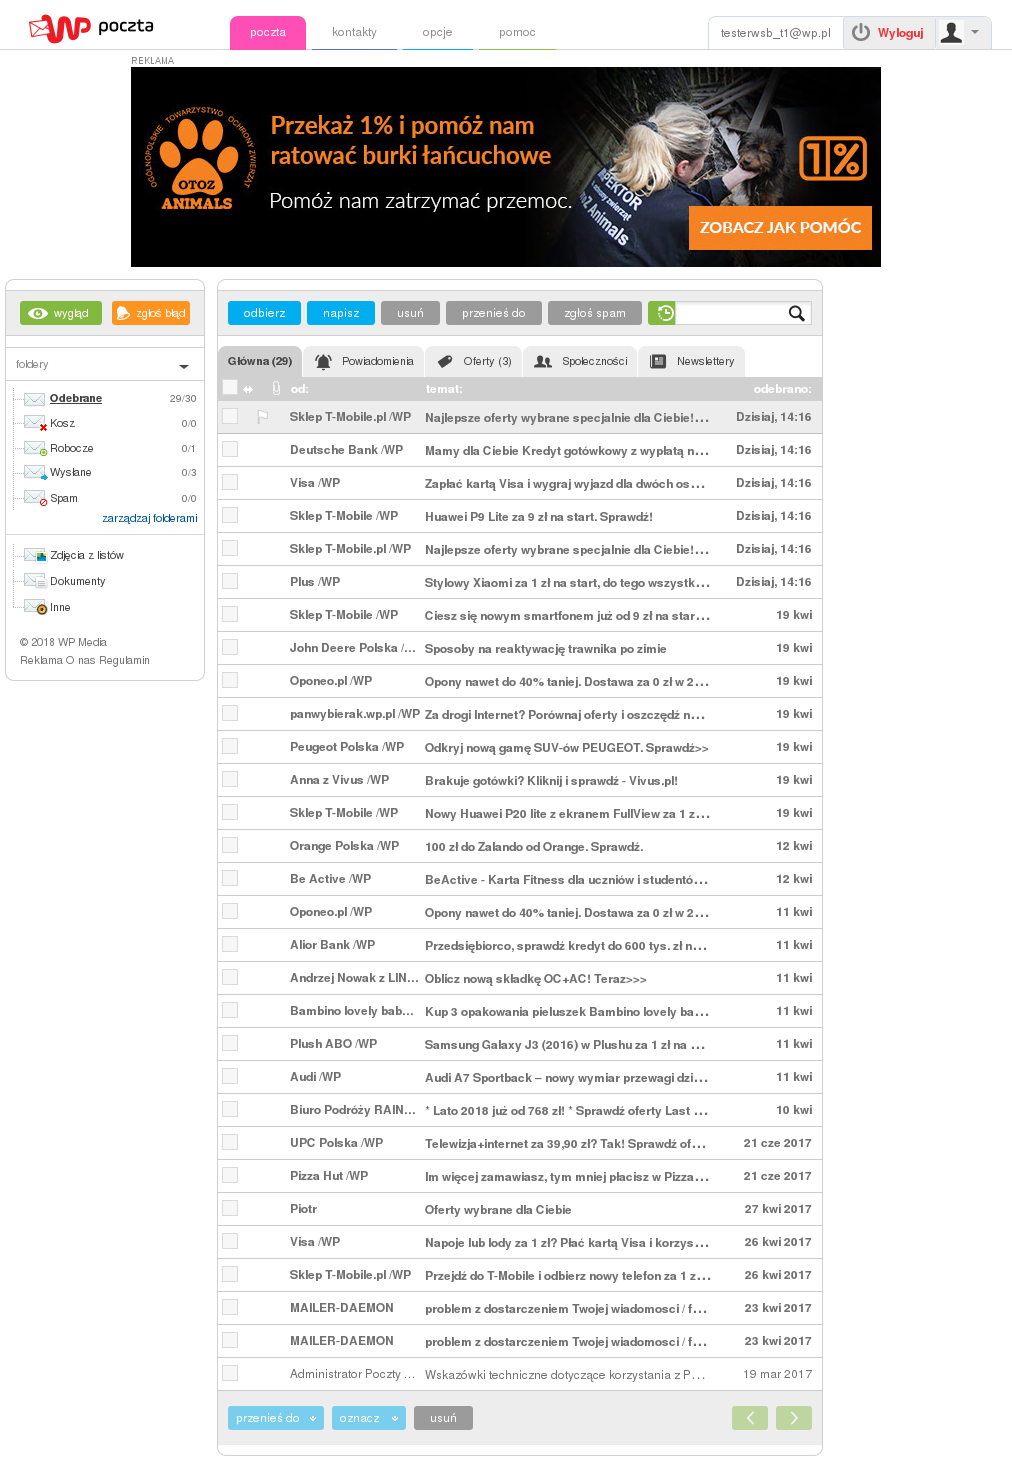 WP poczta
poczta
kontakty
opcje
pomoc
testerwsb_t1@wp.pl
Wyloguj
REKLAMA
OGÓLNOPOLSKIE TOWARZYSTWO OCHRONY ZWIERZĄT
OTOZ
ANIMALS
Przekaż 1% i pomóż nam
ratować burki łańcuchowe
Pomóż nam zatrzymać przemoc.
1%
ZOBACZ JAK POMÓC
wygląd
zgłoś błąd
foldery
Odebrane 29/30
Kosz 0/0
Robocze 0/1
Wysłane 0/3
Spam 0/0
zarządzaj folderami
Zdjęcia z listów
Dokumenty
Inne
© 2018 WP Media
Reklama O nas Regulamin
odbierz
napisz
usuń
przenieś do
zgłoś spam
Główna (29)
Powiadomienia
Oferty (3)
Społeczności
Newslettery
od: temat: odebrano:
Sklep T-Mobile.pl /WP Najlepsze oferty wybrane specjalnie dla Ciebie!... Dzisiaj, 14:16
Deutsche Bank /WP Mamy dla Ciebie Kredyt gotówkowy z wypłatą n... Dzisiaj, 14:16
Visa /WP Zapłać kartą Visa i wygraj wyjazd dla dwóch os... Dzisiaj, 14:16
Sklep T-Mobile /WP Huawei P9 Lite za 9 zł na start. Sprawdź! Dzisiaj, 14:16
Sklep T-Mobile.pl /WP Najlepsze oferty wybrane specjalnie dla Ciebie!... Dzisiaj, 14:16
Plus /WP Stylowy Xiaomi za 1 zł na start, do tego wszystk... Dzisiaj, 14:16
Sklep T-Mobile /WP Ciesz się nowym smartfonem już od 9 zł na star... 19 kwi
John Deere Polska /... Sposoby na reaktywację trawnika po zimie 19 kwi
Oponeo.pl /WP Opony nawet do 40% taniej. Dostawa za 0 zł w 2... 19 kwi
panwybierak.wp.pl /WP Za drogi Internet? Porównaj oferty i oszczędź n... 19 kwi
Peugeot Polska /WP Odkryj nową gamę SUV-ów PEUGEOT. Sprawdź>> 19 kwi
Anna z Vivus /WP Brakuje gotówki? Kliknij i sprawdź - Vivus.pl! 19 kwi
Sklep T-Mobile /WP Nowy Huawei P20 lite z ekranem FullView za 1 z... 19 kwi
Orange Polska /WP 100 zł do Zalando od Orange. Sprawdź. 12 kwi
Be Active /WP BeActive - Karta Fitness dla uczniów i studentó... 12 kwi
Oponeo.pl /WP Opony nawet do 40% taniej. Dostawa za 0 zł w 2... 11 kwi
Alior Bank /WP Przedsiębiorco, sprawdź kredyt do 600 tys. zł n... 11 kwi
Andrzej Nowak z LIN... Oblicz nową składkę OC+AC! Teraz>>> 11 kwi
Bambino lovely bab... Kup 3 opakowania pieluszek Bambino lovely ba... 11 kwi
Plush ABO /WP Samsung Galaxy J3 (2016) w Plushu za 1 zł na ... 11 kwi
Audi /WP Audi A7 Sportback – nowy wymiar przewagi dzi... 11 kwi
Biuro Podróży RAIN... * Lato 2018 już od 768 zł! * Sprawdź oferty Last ... 10 kwi
UPC Polska /WP Telewizja+internet za 39,90 zł? Tak! Sprawdź of... 21 cze 2017
Pizza Hut /WP Im więcej zamawiasz, tym mniej płacisz w Pizza... 21 cze 2017
Piotr Oferty wybrane dla Ciebie 27 kwi 2017
Visa /WP Napoje lub lody za 1 zł? Płać kartą Visa i korzys... 26 kwi 2017
Sklep T-Mobile.pl /WP Przejdź do T-Mobile i odbierz nowy telefon za 1 z... 26 kwi 2017
MAILER-DAEMON problem z dostarczeniem Twojej wiadomosci / f... 23 kwi 2017
MAILER-DAEMON problem z dostarczeniem Twojej wiadomosci / f... 23 kwi 2017
Administrator Poczty ... Wskazówki techniczne dotyczące korzystania z P... 19 mar 2017
przenieś do
oznacz
usuń